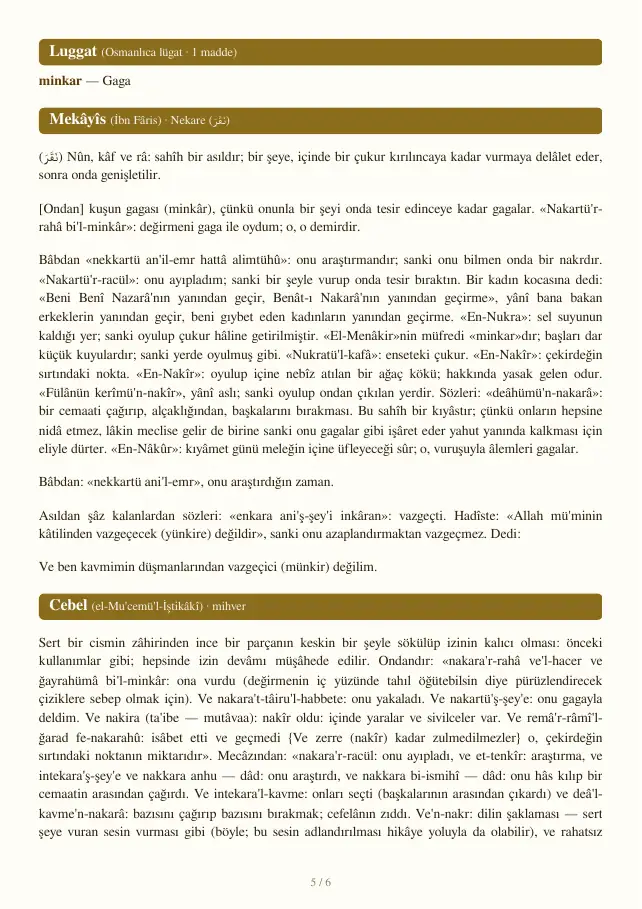 Luggat (Osmanlıca lügat · 1 madde)
minkar — Gaga
Mekâyîs (İbn Fâris) · Nekare (نَقَرَ)
(نَقَرَ) Nûn, kâf ve râ: sahîh bir asıldır; bir şeye, içinde bir çukur kırılıncaya kadar vurmaya delâlet eder,
sonra onda genişletilir.
[Ondan] kuşun gagası (minkâr), çünkü onunla bir şeyi onda tesir edinceye kadar gagalar. «Nakartü'r-
rahâ bi'l-minkâr»: değirmeni gaga ile oydum; o, o demirdir.
Bâbdan «nekkartü an'il-emr hattâ alimtühû»: onu araştırmandır; sanki onu bilmen onda bir nakrdır.
«Nakartü'r-racül»: onu ayıpladım; sanki bir şeyle vurup onda tesir bıraktın. Bir kadın kocasına dedi:
«Beni Benî Nazarâ'nın yanından geçir, Benât-ı Nakarâ'nın yanından geçirme», yânî bana bakan
erkeklerin yanından geçir, beni gıybet eden kadınların yanından geçirme. «En-Nukra»: sel suyunun
kaldığı yer; sanki oyulup çukur hâline getirilmiştir. «El-Menâkir»nin müfredi «minkar»dır; başları dar
küçük kuyulardır; sanki yerde oyulmuş gibi. «Nukratü'l-kafâ»: enseteki çukur. «En-Nakîr»: çekirdeğin
sırtındaki nokta. «En-Nakîr»: oyulup içine nebîz atılan bir ağaç kökü; hakkında yasak gelen odur.
«Fülânün kerîmü'n-nakîr», yânî aslı; sanki oyulup ondan çıkılan yerdir. Sözleri: «deâhümü'n-nakarâ»:
bir cemaati çağırıp, alçaklığından, başkalarını bırakması. Bu sahîh bir kıyâstır; çünkü onların hepsine
nidâ etmez, lâkin meclise gelir de birine sanki onu gagalar gibi işâret eder yahut yanında kalkması için
eliyle dürter. «En-Nâkûr»: kıyâmet günü meleğin içine üfleyeceği sûr; o, vuruşuyla âlemleri gagalar.
Bâbdan: «nekkartü ani'l-emr», onu araştırdığın zaman.
Asıldan şâz kalanlardan sözleri: «enkara ani'ş-şey'i inkâran»: vazgeçti. Hadîste: «Allah mü'minin
kâtilinden vazgeçecek (yünkire) değildir», sanki onu azaplandırmaktan vazgeçmez. Dedi:
Ve ben kavmimin düşmanlarından vazgeçici (münkir) değilim.
Cebel (el-Mu'cemü'l-İştikâkî) · mihver
Sert bir cismin zâhirinden ince bir parçanın keskin bir şeyle sökülüp izinin kalıcı olması: önceki
kullanımlar gibi; hepsinde izin devâmı müşâhede edilir. Ondandır: «nakara'r-rahâ ve'l-hacer ve
ğayrahümâ bi'l-minkâr: ona vurdu (değirmenin iç yüzünde tahıl öğütebilsin diye pürüzlendirecek
çiziklere sebep olmak için). Ve nakara't-tâiru'l-habbete: onu yakaladı. Ve nakartü'ş-şey'e: onu gagayla
deldim. Ve nakira (ta'ibe — mutâvaa): nakîr oldu: içinde yaralar ve sivilceler var. Ve remâ'r-râmî'l-
ğarad fe-nakarahû: isâbet etti ve geçmedi {Ve zerre (nakîr) kadar zulmedilmezler} o, çekirdeğin
sırtındaki noktanın miktarıdır». Mecâzından: «nakara'r-racül: onu ayıpladı, ve et-tenkîr: araştırma, ve
intekara'ş-şey'e ve nakkara anhu — dâd: onu araştırdı, ve nakkara bi-ismihî — dâd: onu hâs kılıp bir
cemaatin arasından çağırdı. Ve intekara'l-kavme: onları seçti (başkalarının arasından çıkardı) ve deâ'l-
kavme'n-nakarâ: bazısını çağırıp bazısını bırakmak; cefelânın zıddı. Ve'n-nakr: dilin şaklaması — sert
şeye vuran sesin vurması gibi (böyle; bu sesin adlandırılması hikâye yoluyla da olabilir), ve rahatsız
5 / 6